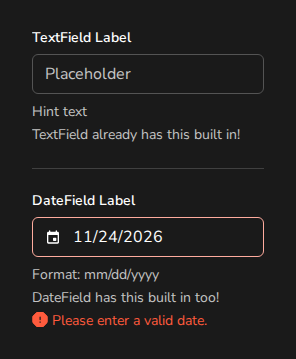 TextField Label
Placeholder
Hint text
TextField already has this built in!
DateField Label
11/24/2026
Format: mm/dd/yyyy
DateField has this built in too!
Please enter a valid date.